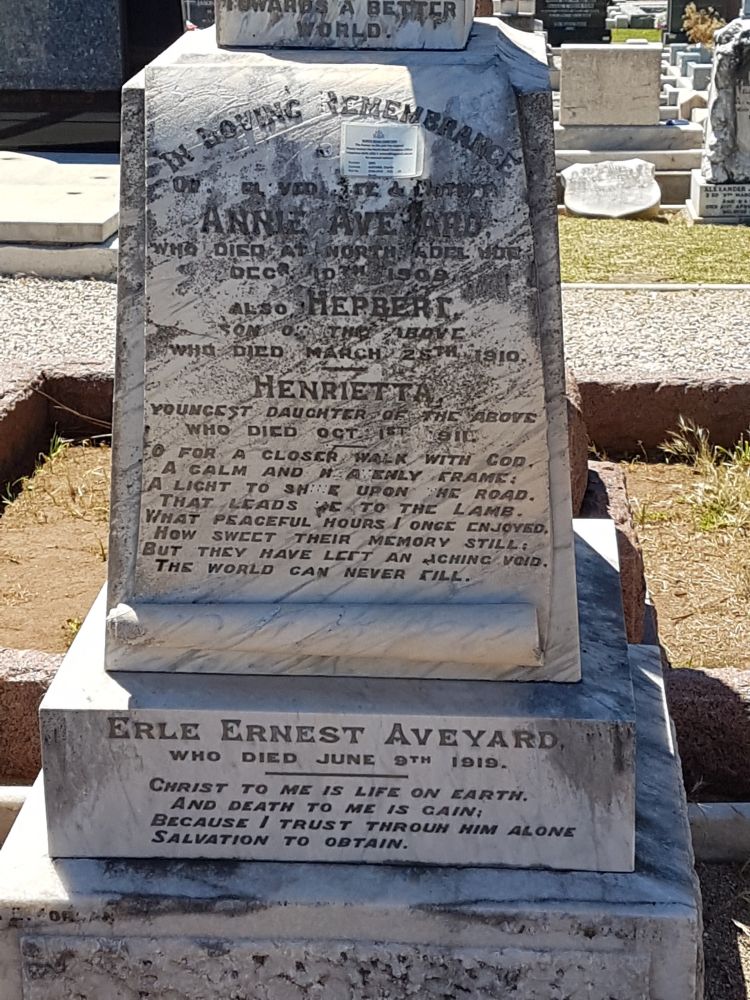 TOWARDS A BETTER
WORLD.
IN LOVING REMEMBRANCE
ANNIE AVEYARD
WHO DIED AT NORTH ADELAIDE
DECR 10TH 1909
ALSO HERBERT.
SON OF THE ABOVE
WHO DIED MARCH 25TH 1910.
HENRIETTA,
YOUNGEST DAUGHTER OF THE ABOVE
WHO DIED OCT. 1ST 191
O FOR A CLOSER WALK WITH GOD.
A CALM AND HEAVENLY FRAME;
A LIGHT TO SHINE UPON THE ROAD.
THAT LEADS ME TO THE LAMB.
WHAT PEACEFUL HOURS I ONCE ENJOYED.
HOW SWEET THEIR MEMORY STILL;
BUT THEY HAVE LEFT AN ACHING VOID.
THE WORLD CAN NEVER FILL.
ERLE ERNEST AVEYARD,
WHO DIED JUNE 9TH 1919.
CHRIST TO ME IS LIFE ON EARTH.
AND DEATH TO ME IS GAIN;
BECAUSE I TRUST THROUH HIM ALONE
SALVATION TO OBTAIN.